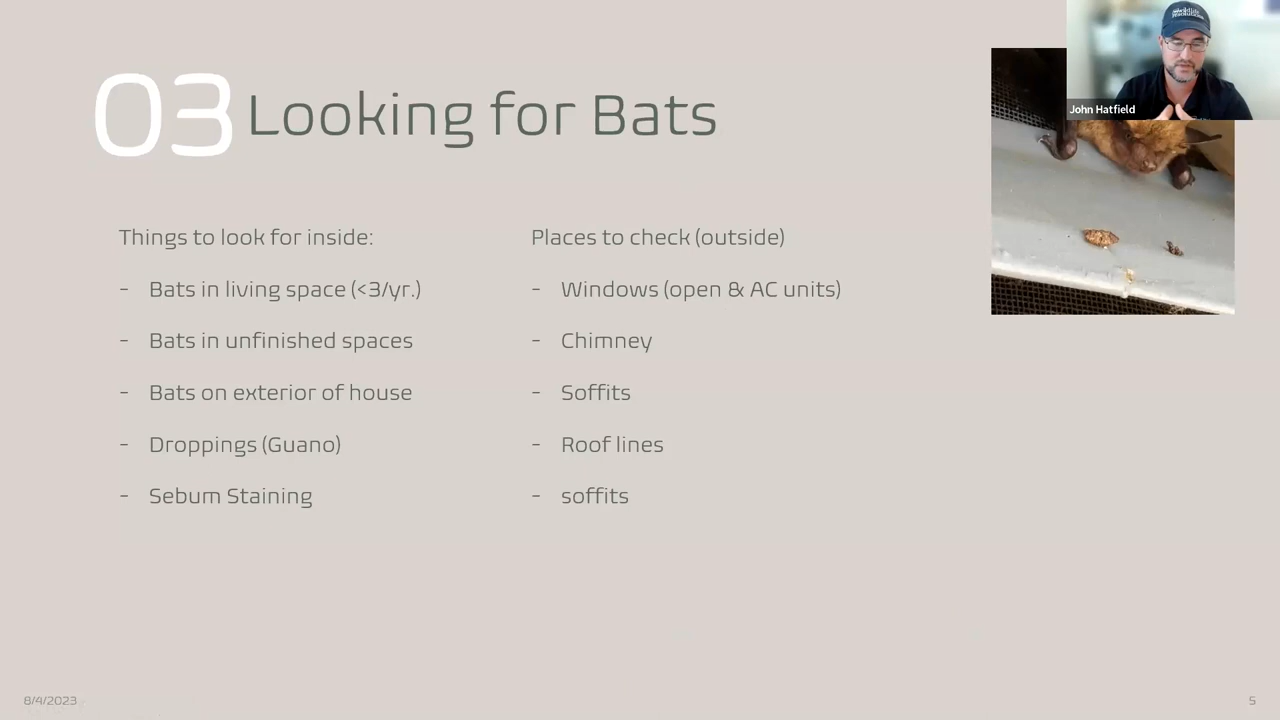 03 Looking for Bats
John Hatfield
Things to look for inside:
- Bats in living space (<3/yr.)
- Bats in unfinished spaces
- Bats on exterior of house
- Droppings (Guano)
- Sebum Staining
Places to check (outside)
- Windows (open & AC units)
- Chimney
- Soffits
- Roof lines
- soffits
8/4/2023
5